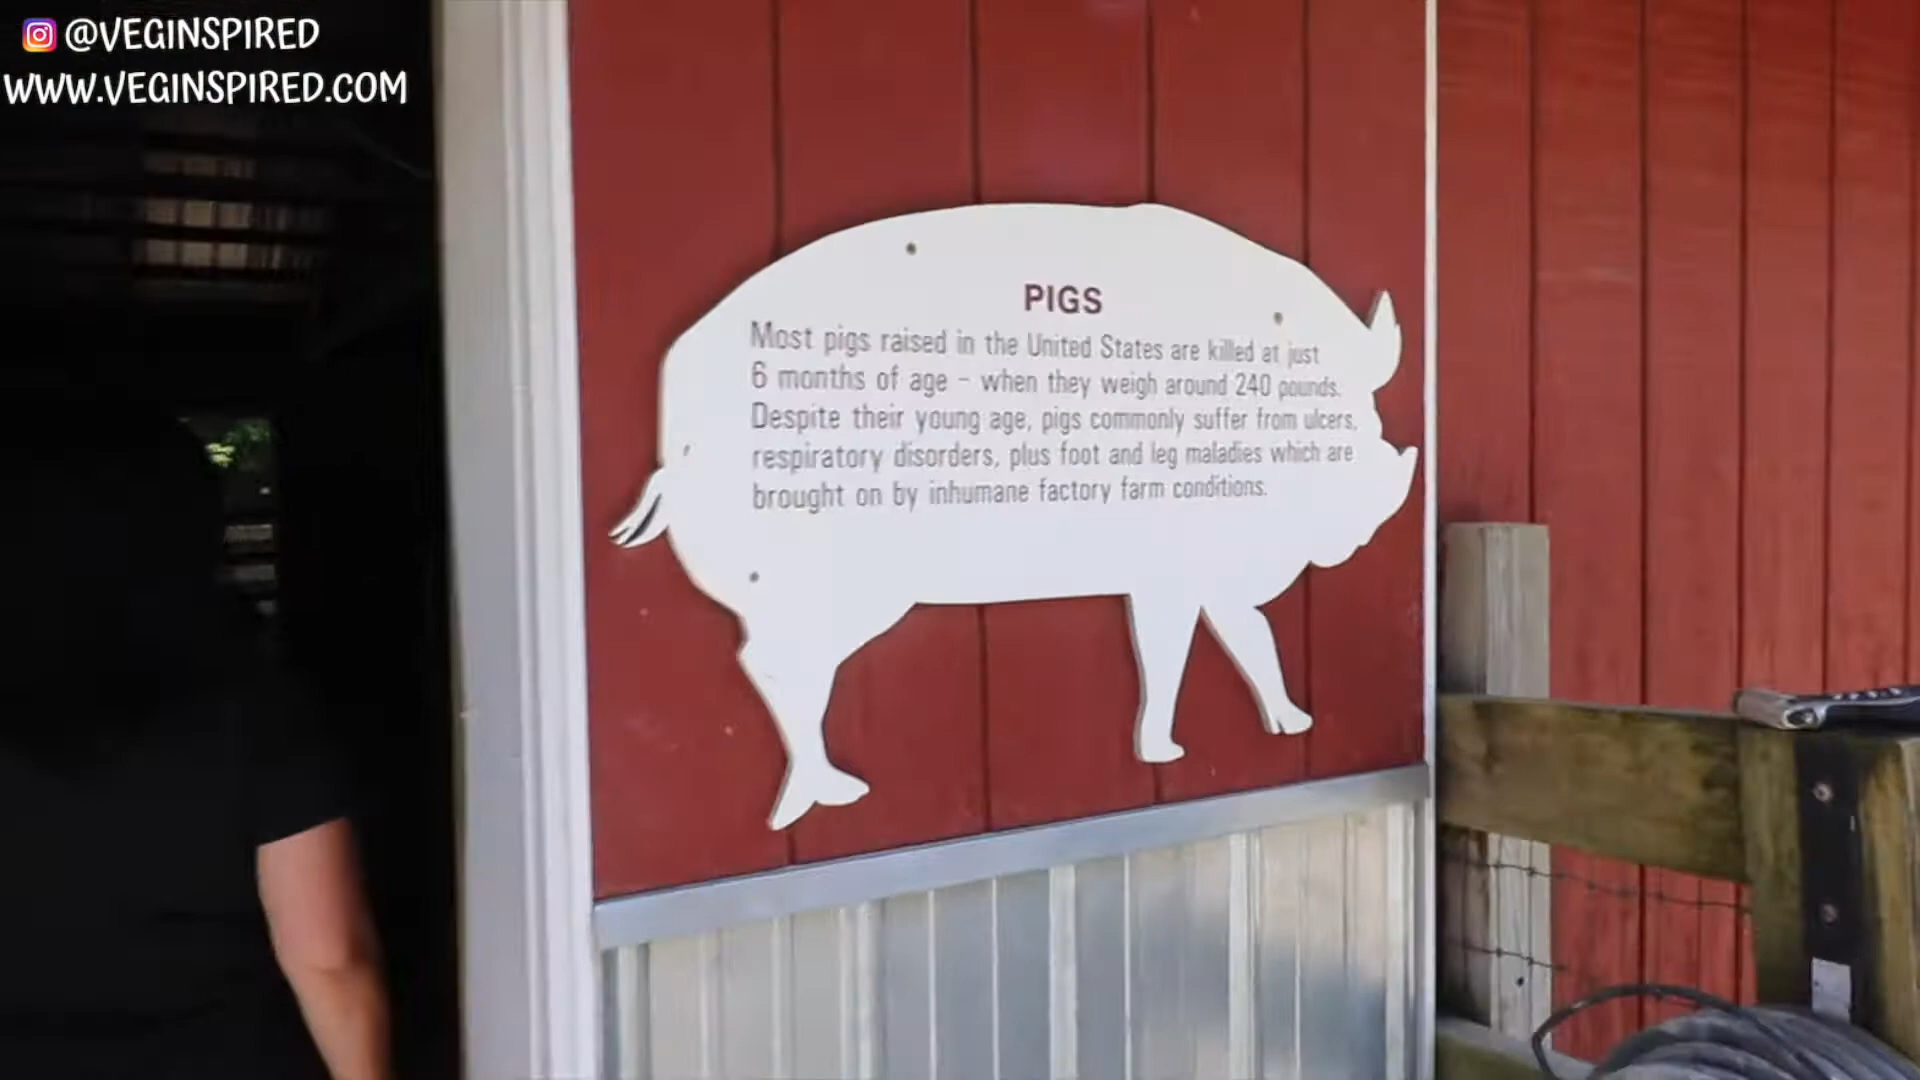 @VEGINSPIRED
WWW.VEGINSPIRED.COM
PIGS
Most pigs raised in the United States are killed at just
6 months of age - when they weigh around 240 pounds.
Despite their young age, pigs commonly suffer from ulcers,
respiratory disorders, plus foot and leg maladies which are
brought on by inhumane factory farm conditions.